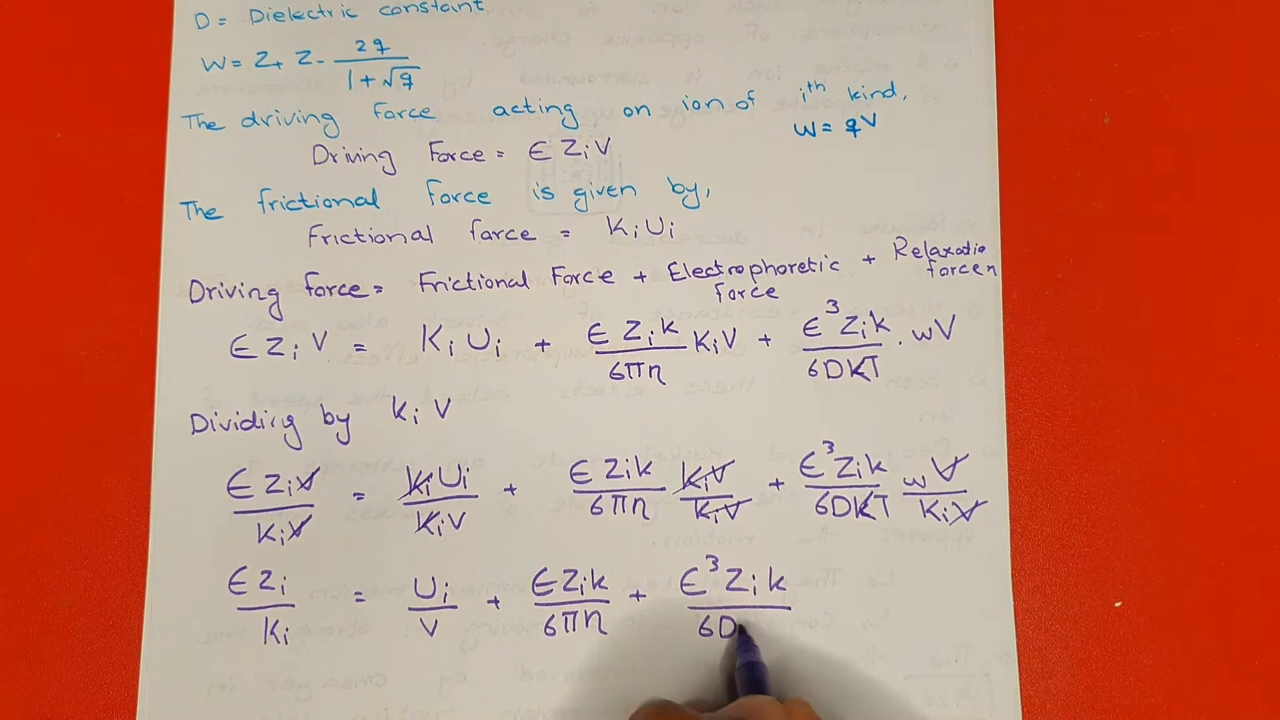 D = Dielectric constant
W = Z+ Z- 2q / 1 + √q
The driving force acting on ion of ith kind,
W = qV
Driving Force = ∈ Zi V
The frictional force is given by,
Frictional farce = Ki Ui
Driving force = Frictional Force + Electrophoretic force + Relaxation forcen
∈ Zi V = Ki Ui + ∈ Zi k / 6πη Ki V + ∈³ Zi k / 6DKT . wV
Dividing by Ki V
∈ Zi V / Ki V = Ki Ui / Ki V + ∈ Zi k / 6πη Ki V / Ki V + ∈³ Zi k / 6DKT w V / Ki V
∈ Zi / Ki = Ui / V + ∈ Zi k / 6πη + ∈³ Zi k / 6D